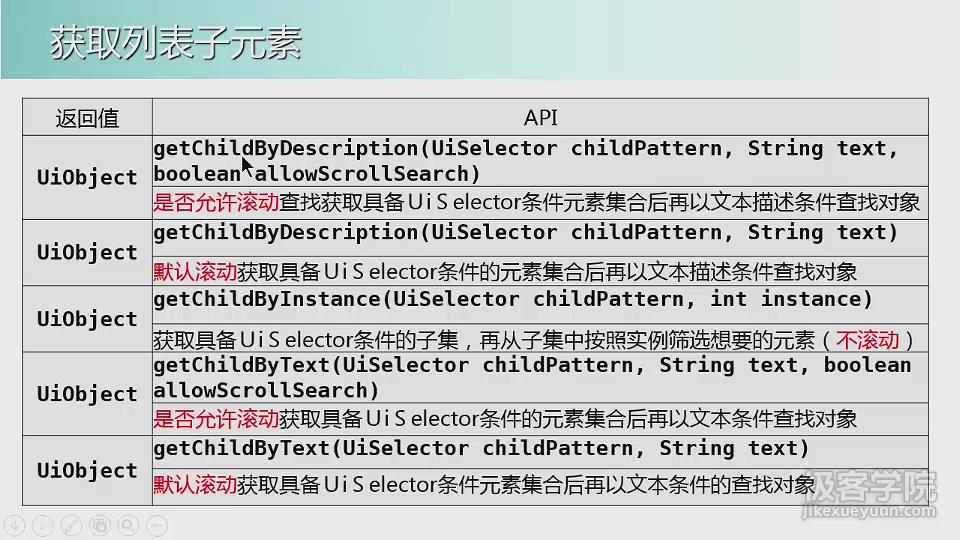 获取列表子元素
返回值 API
UiObject
getChildByDescription(UiSelector childPattern, String text,
boolean allowScrollSearch)
是否允许滚动查找获取具备UiSelector条件元素集合后再以文本描述条件查找对象
UiObject
getChildByDescription(UiSelector childPattern, String text)
默认滚动获取具备UiSelector条件的元素集合后再以文本描述条件查找对象
UiObject
getChildByInstance(UiSelector childPattern, int instance)
获取具备UiSelector条件的子集，再从子集中按照实例筛选想要的元素（不滚动）
UiObject
getChildByText(UiSelector childPattern, String text, boolean
allowScrollSearch)
是否允许滚动获取具备UiSelector条件的元素集合后再以文本条件查找对象
UiObject
getChildByText(UiSelector childPattern, String text)
默认滚动获取具备UiSelector条件元素集合后再以文本条件的查找对象
极客学院
jikexueyuan.com